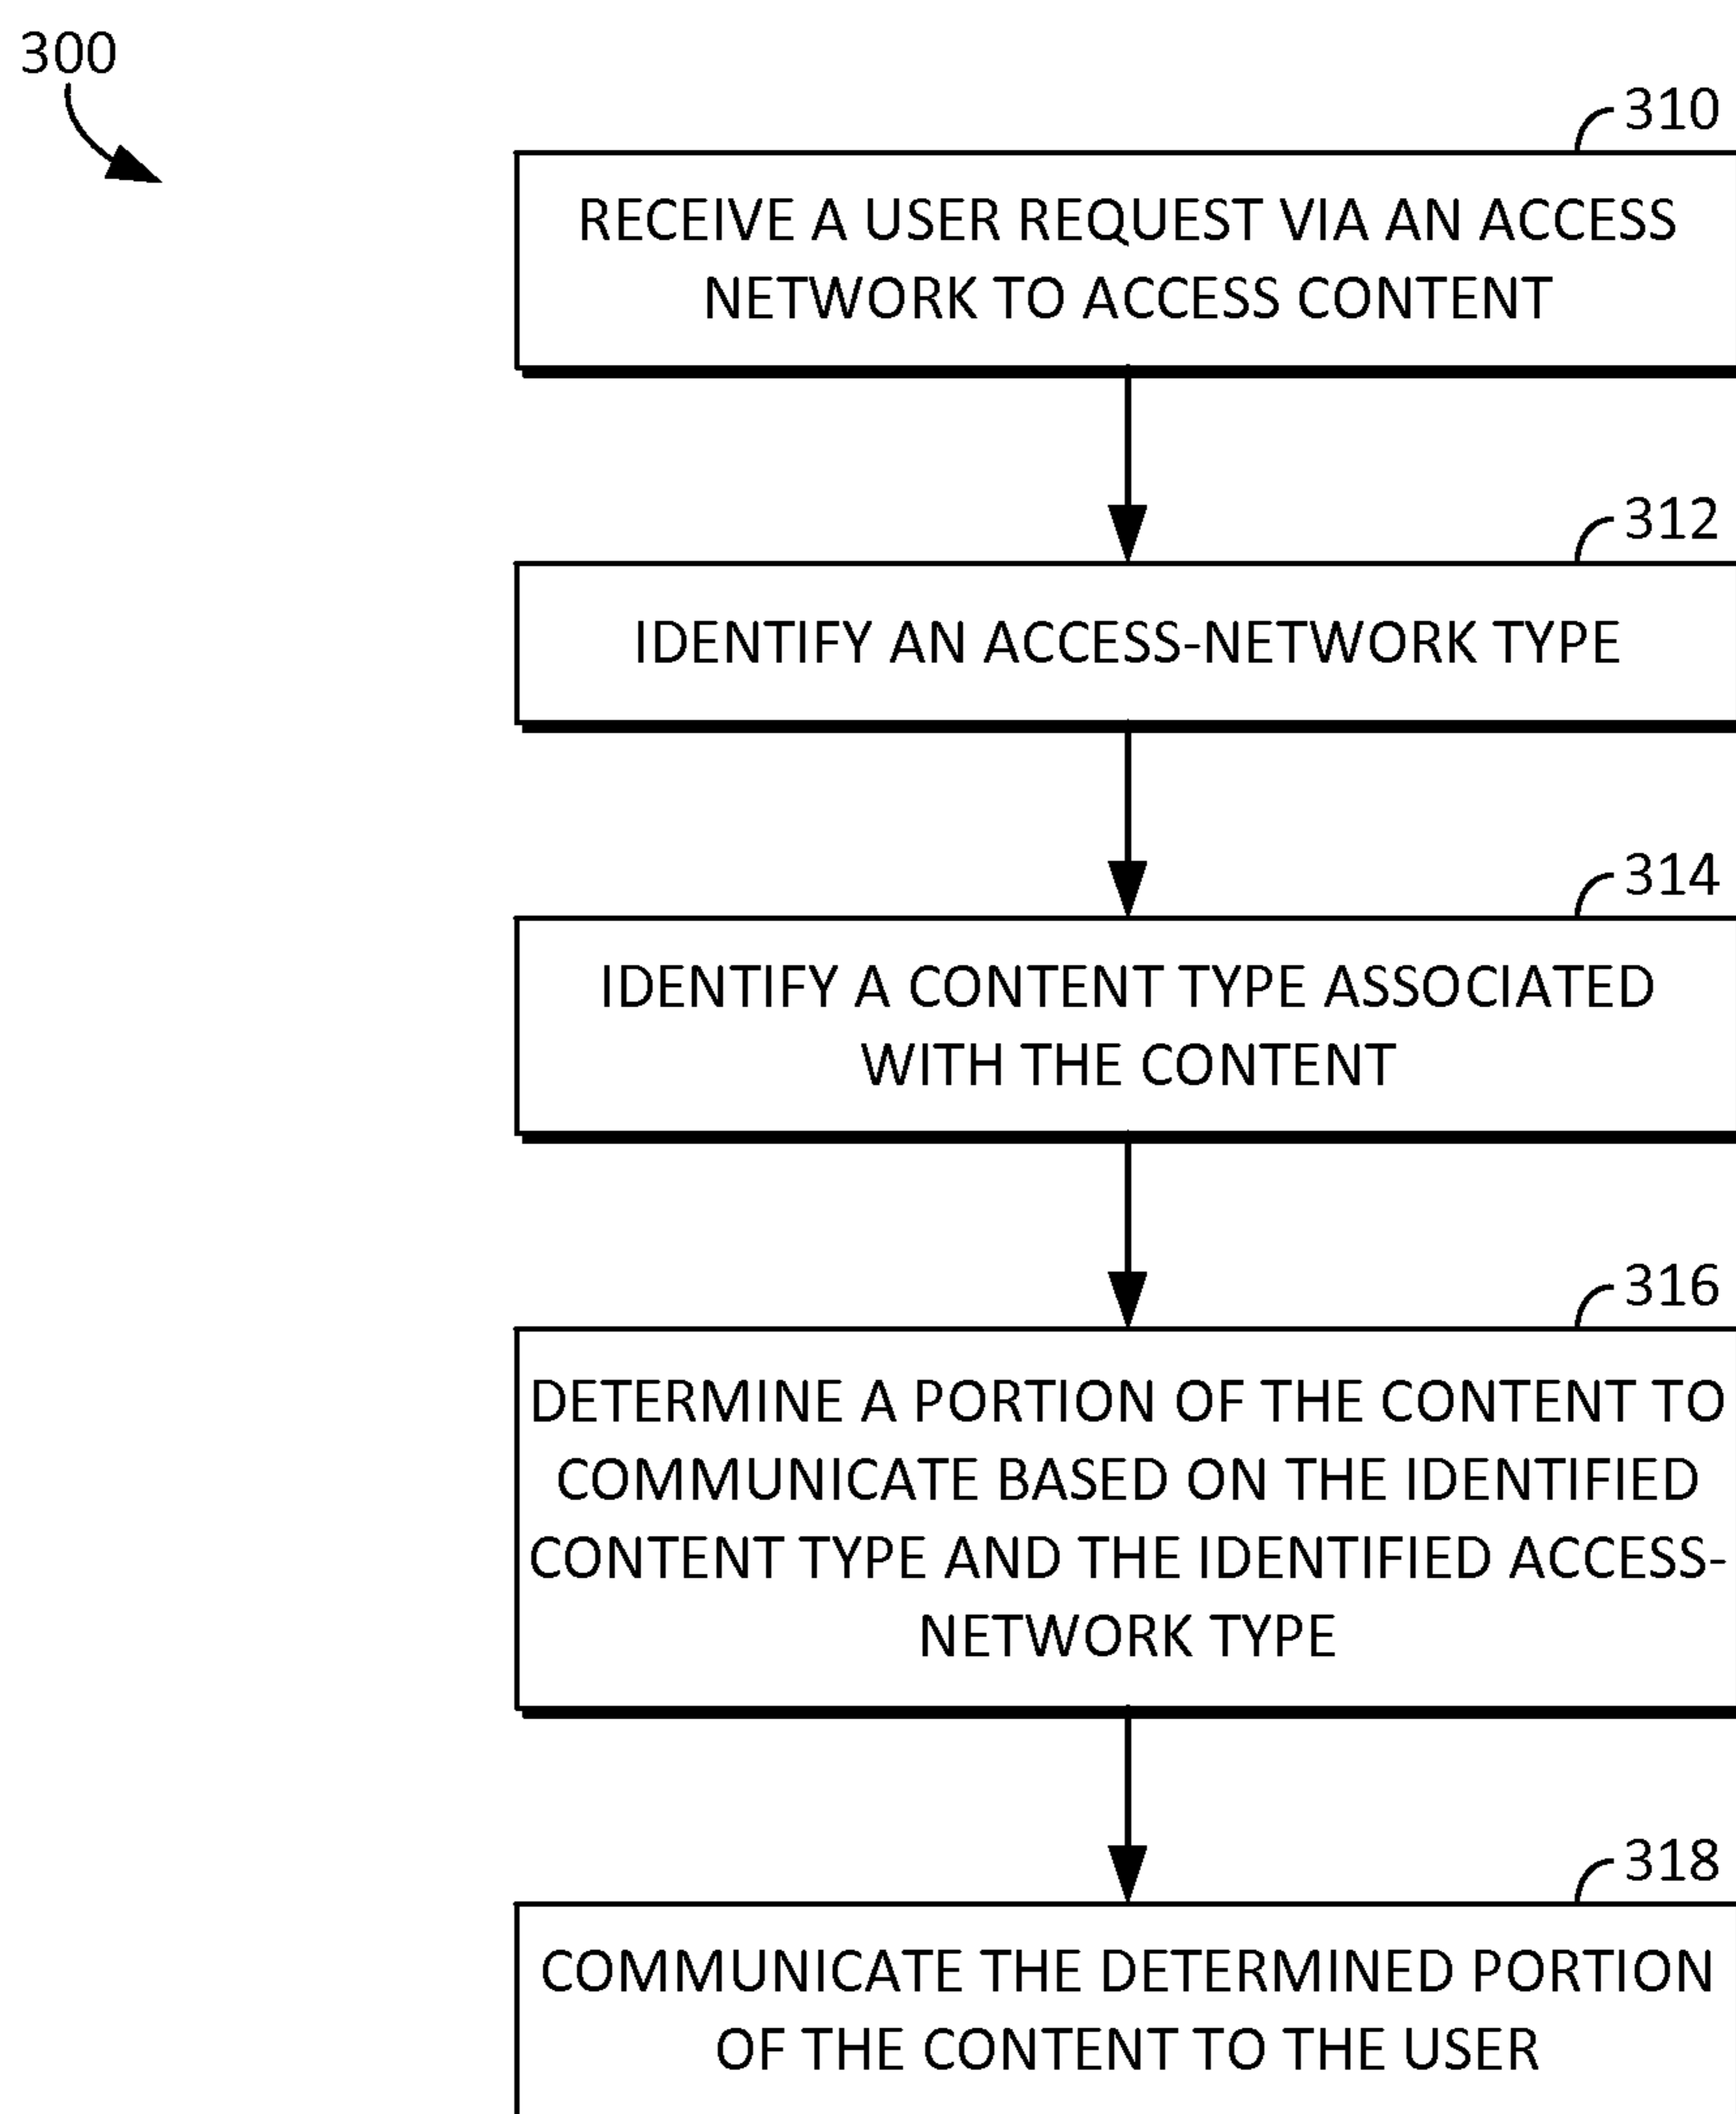 300
310
RECEIVE A USER REQUEST VIA AN ACCESS
NETWORK TO ACCESS CONTENT
312
IDENTIFY AN ACCESS-NETWORK TYPE
314
IDENTIFY A CONTENT TYPE ASSOCIATED
WITH THE CONTENT
316
DETERMINE A PORTION OF THE CONTENT TO
COMMUNICATE BASED ON THE IDENTIFIED
CONTENT TYPE AND THE IDENTIFIED ACCESS-
NETWORK TYPE
318
COMMUNICATE THE DETERMINED PORTION
OF THE CONTENT TO THE USER